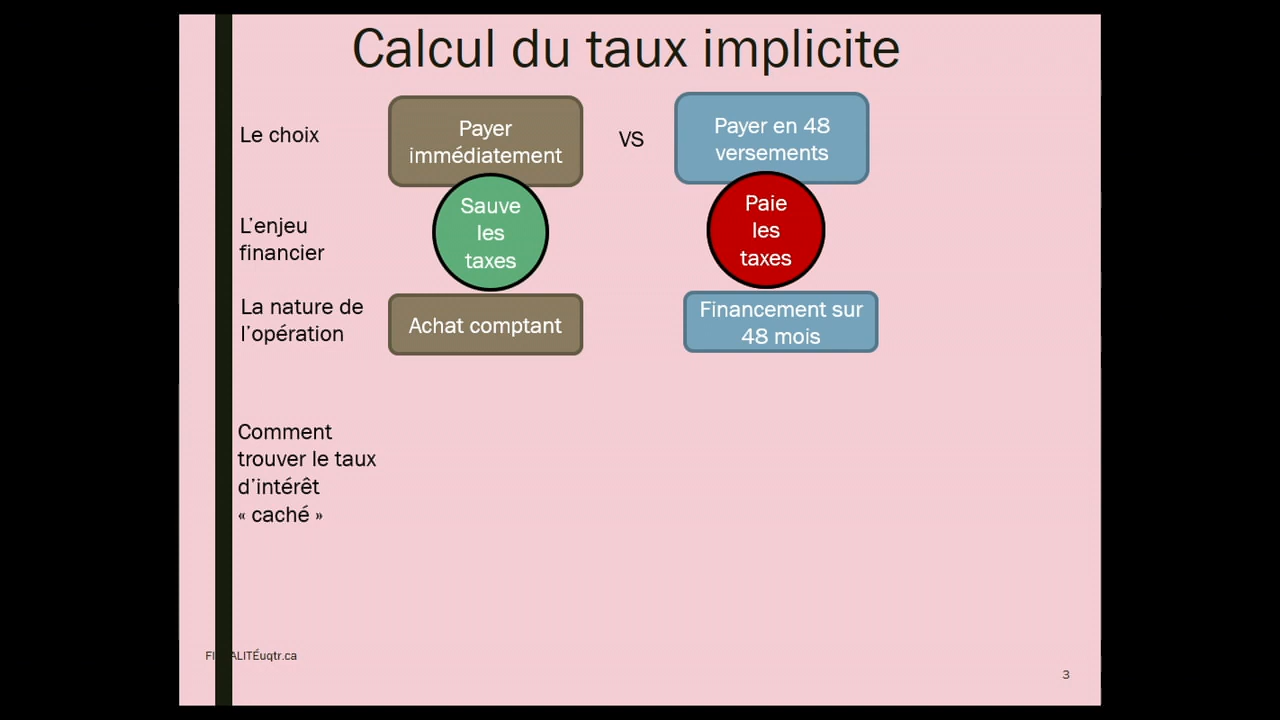 Calcul du taux implicite
Le choix
Payer
immédiatement
VS
Payer en 48
versements
L'enjeu
financier
Sauve
les
taxes
Paie
les
taxes
La nature de
l'opération
Achat comptant
Financement sur
48 mois
Comment
trouver le taux
d'intérêt
« caché »
3